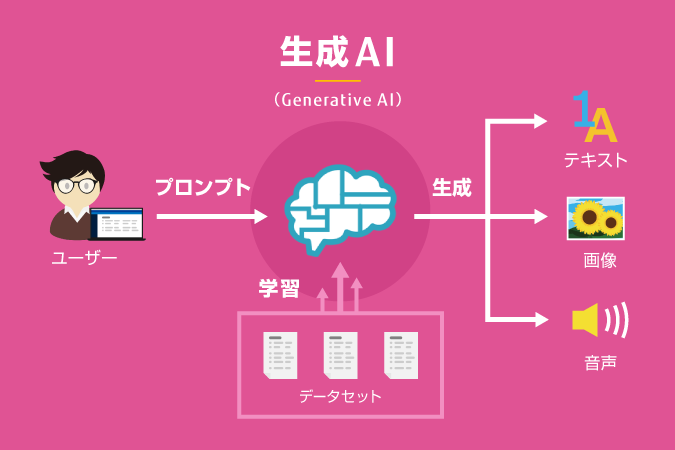 生成AI
（Generative AI）
プロンプト
生成
ユーザー
学習
データセット
1A
テキスト
画像
音声